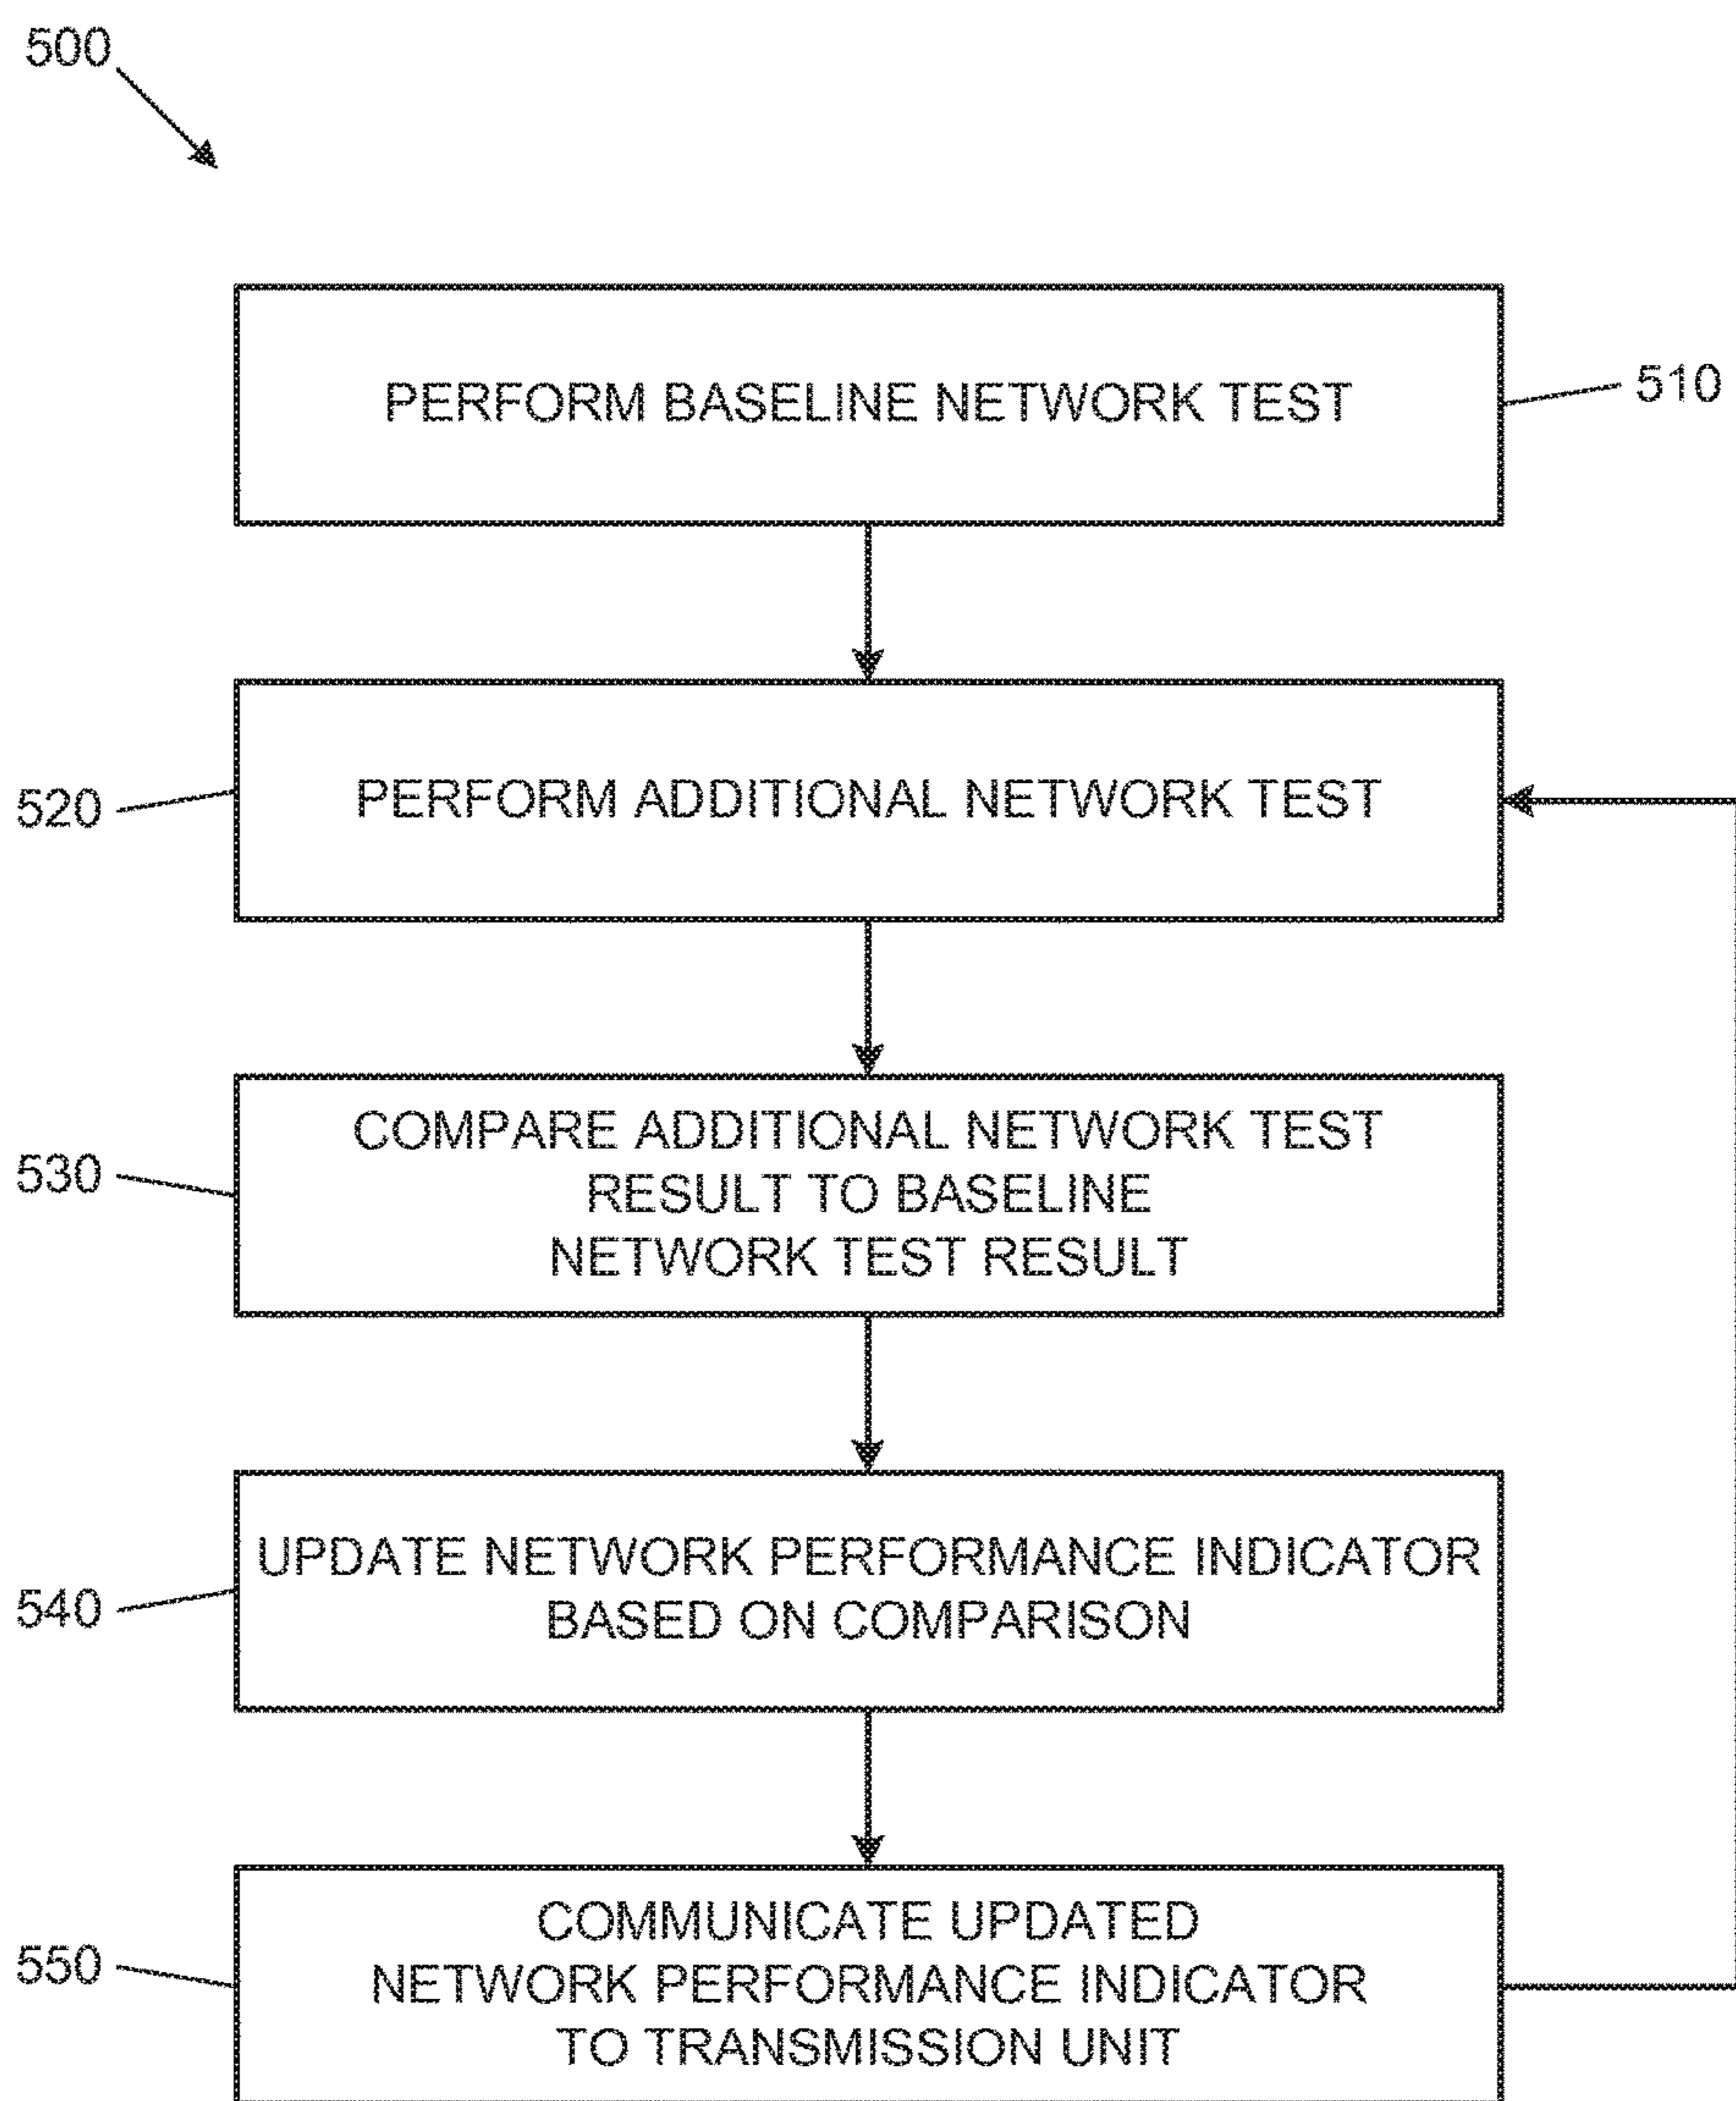 500
PERFORM BASELINE NETWORK TEST
510
PERFORM ADDITIONAL NETWORK TEST
520
COMPARE ADDITIONAL NETWORK TEST
RESULT TO BASELINE
NETWORK TEST RESULT
530
UPDATE NETWORK PERFORMANCE INDICATOR
BASED ON COMPARISON
540
COMMUNICATE UPDATED
NETWORK PERFORMANCE INDICATOR
TO TRANSMISSION UNIT
550